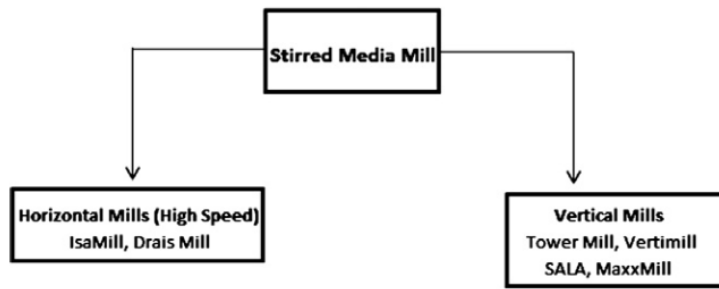 Stirred Media Mill
Horizontal Mills (High Speed)
IsaMill, Drais Mill
Vertical Mills
Tower Mill, Vertimill
SALA, MaxxMill